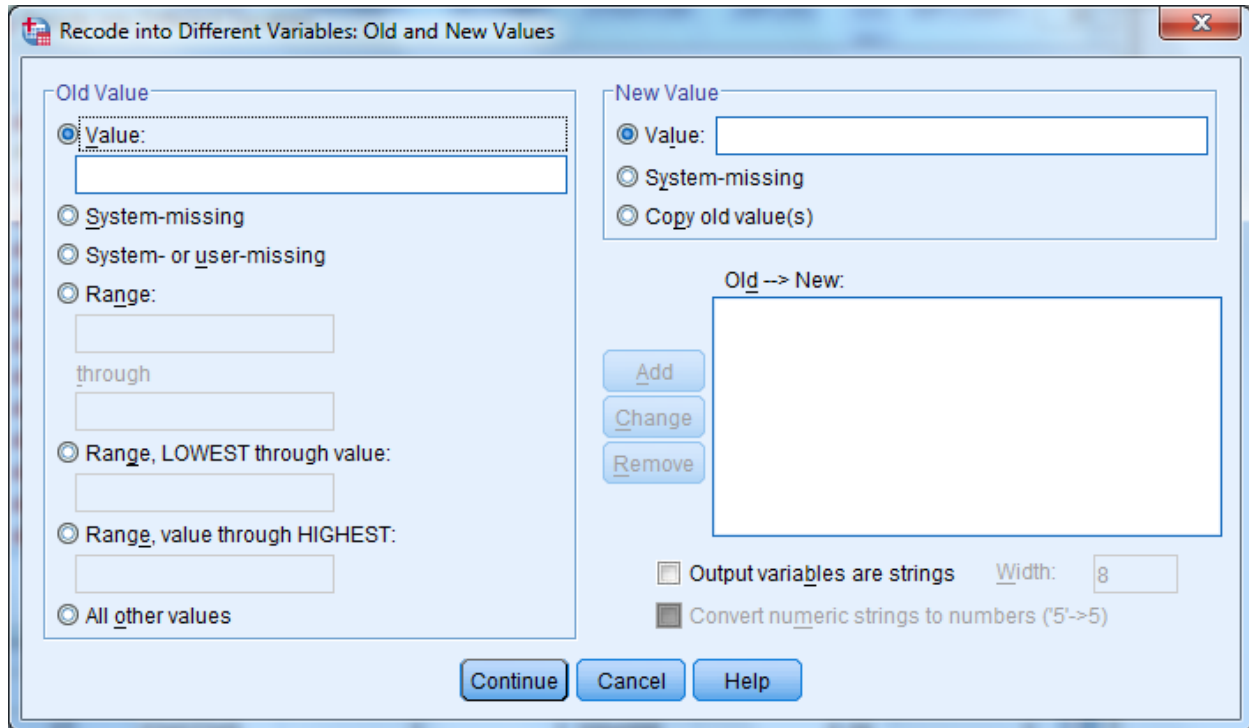 Recode into Different Variables: Old and New Values
Old Value
Value:
System-missing
System- or user-missing
Range:
through
Range, LOWEST through value:
Range, value through HIGHEST:
All other values
New Value
Value:
System-missing
Copy old value(s)
Old --> New:
Add
Change
Remove
Output variables are strings Width: 8
Convert numeric strings to numbers ('5'->5)
Continue Cancel Help